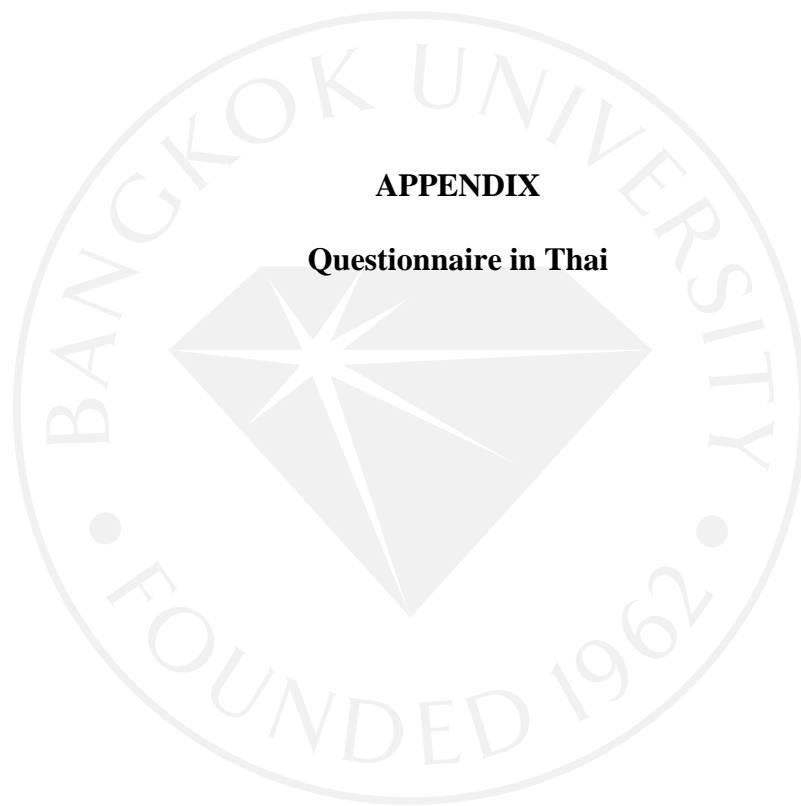 BANGKOK UNIVERSITY
APPENDIX
Questionnaire in Thai
• FOUNDED 1962 •